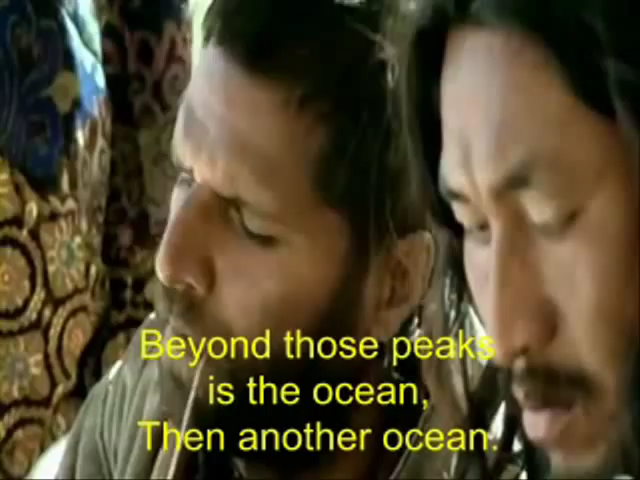 Beyond those peaks
is the ocean,
Then another ocean.